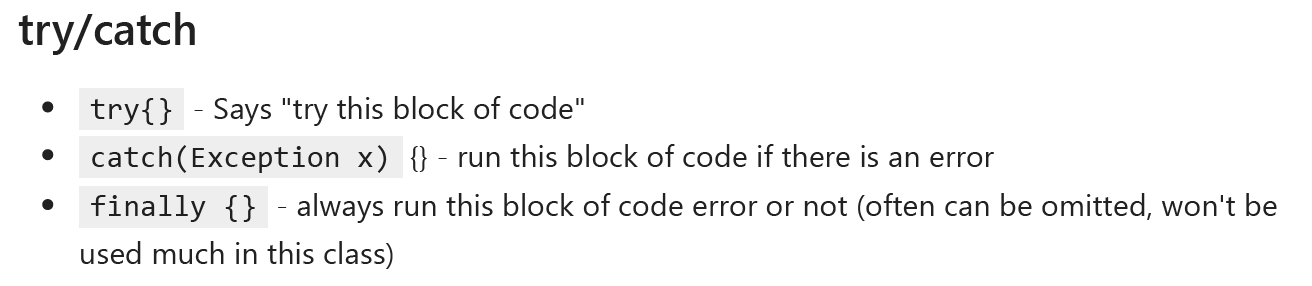 try/catch
• try{} - Says "try this block of code"
• catch(Exception x) {} - run this block of code if there is an error
• finally {} - always run this block of code error or not (often can be omitted, won't be
used much in this class)